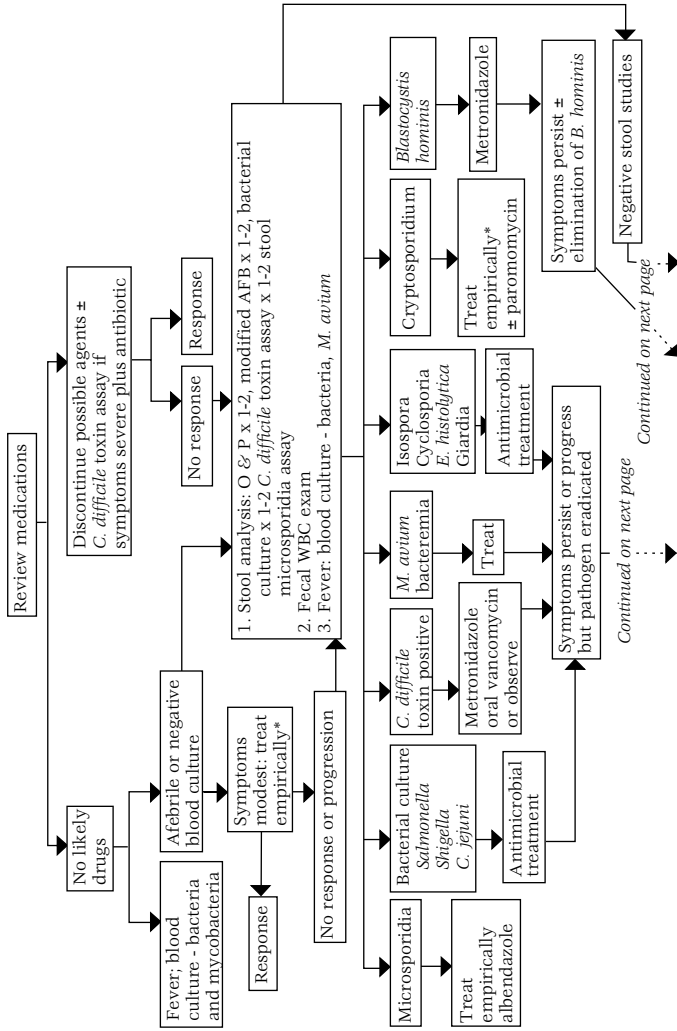 Review medications
No likely
drugs
Discontinue possible agents ±
C. difficile toxin assay if
symptoms severe plus antibiotic
Fever; blood
culture - bacteria
and mycobacteria
Afebrile or negative
blood culture
No response
Response
Response
Symptoms
modest: treat
empirically*
No response or progression
1. Stool analysis: O & P x 1-2, modified AFB x 1-2, bacterial
culture x 1-2 C. difficile toxin assay x 1-2 stool
microsporidia assay
2. Fecal WBC exam
3. Fever: blood culture - bacteria, M. avium
Microsporidia
Treat
empirically
albendazole
Bacterial culture
Salmonella
Shigella
C. jejuni
Antimicrobial
treatment
C. difficile
toxin positive
Metronidazole
oral vancomycin
or observe
M. avium
bacteremia
Treat
Isospora
Cyclosporia
E. histolytica
Giardia
Antimicrobial
treatment
Cryptosporidium
Treat
empirically*
± paromomycin
Blastocystis
hominis
Metronidazole
Symptoms persist or progress
but pathogen eradicated
Symptoms persist ±
elimination of B. hominis
Negative stool studies
Continued on next page
Continued on next page